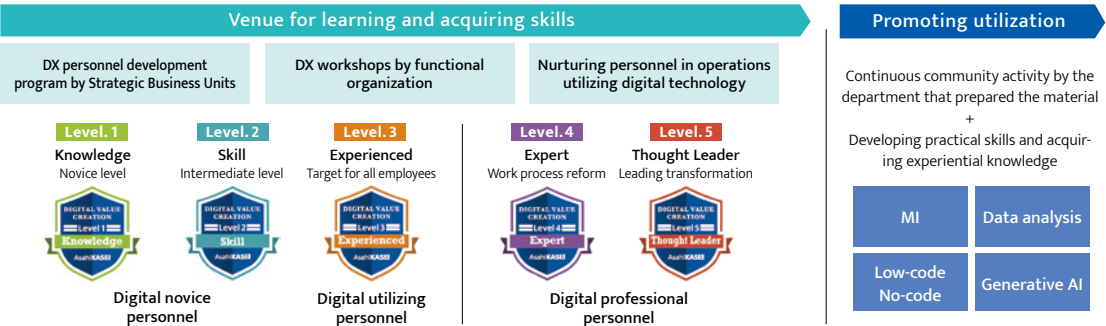 Venue for learning and acquiring skills
Promoting utilization
DX personnel development
program by Strategic Business Units
DX workshops by functional
organization
Nurturing personnel in operations
utilizing digital technology
Continuous community activity by the
department that prepared the material
+
Developing practical skills and acquir-
ing experiential knowledge
Level. 1
Knowledge
Novice level
DIGITAL VALUE
CREATION
Level 1
Knowledge
AsahiKASEI
Level. 2
Skill
Intermediate level
DIGITAL VALUE
CREATION
Level 2
Skill
AsahiKASEI
Level. 3
Experienced
Target for all employees
DIGITAL VALUE
CREATION
Level 3
Experienced
AsahiKASEI
Level. 4
Expert
Work process reform
DIGITAL VALUE
CREATION
Level 4
Expert
AsahiKASEI
Level. 5
Thought Leader
Leading transformation
DIGITAL VALUE
CREATION
Level 5
Thought Leader
AsahiKASEI
Digital novice
personnel
Digital utilizing
personnel
Digital professional
personnel
MI
Data analysis
Low-code
No-code
Generative AI